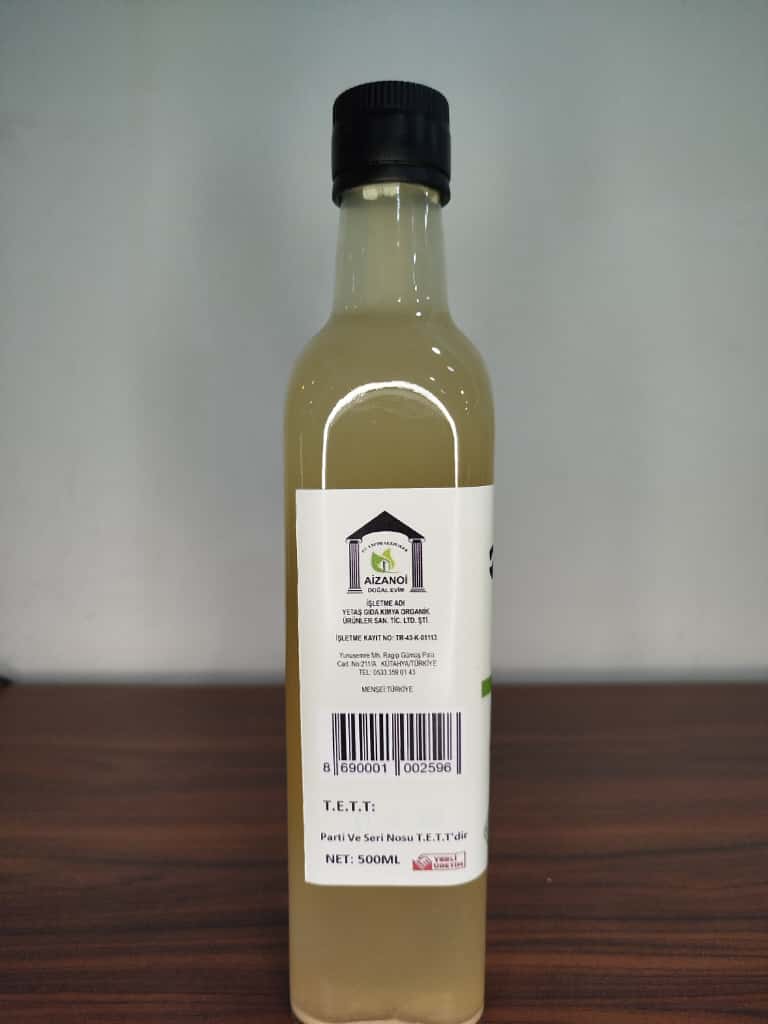 AİZANOİ
DOĞAL EVİM
İŞLETME ADI
YETAŞ GIDA KİMYA ORGANİK
ÜRÜNLER SAN. TİC. LTD. ŞTİ.
İŞLETME KAYIT NO: TR-43-K-01113
Yunusemre Mh. Ragıp Gümüş Pala
Cad. No:211/A KÜTAHYA/TÜRKİYE
TEL: 0533 359 01 43
MENŞEİ:TÜRKİYE
8 690001 002596
T.E.T.T:
Parti Ve Seri Nosu T.E.T.T'dir
NET: 500ML
YERLİ
ÜRETİM